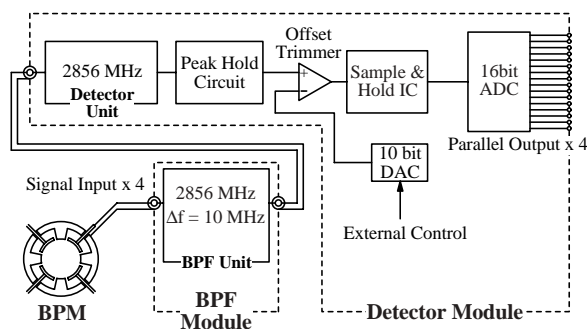 Offset
Trimmer
2856 MHz
Detector
Unit
Peak Hold
Circuit
+
−
Sample &
Hold IC
16bit
ADC
Parallel Output x 4
10 bit
DAC
External Control
Signal Input x 4
2856 MHz
Δf = 10 MHz
BPF Unit
BPM
BPF
Module
Detector Module